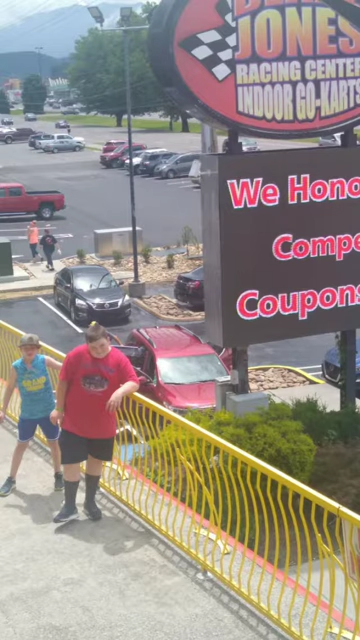 JONES
RACING CENTER
INDOOR GO-KARTS
We Hono
Compe
Coupons